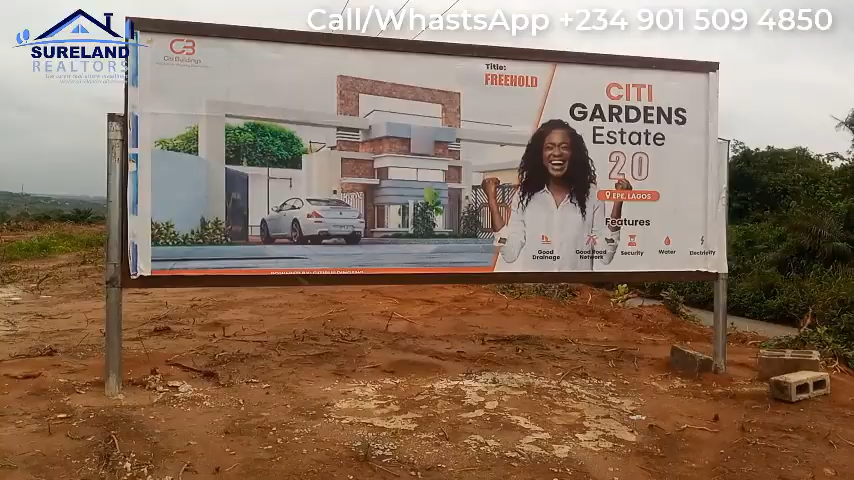 Call/WhastsApp +234 901 509 4850
SURELAND
REALTORS
CB
Citi Buildings
Title:
FREEHOLD
CITI
GARDENS
Estate
20
EPE, LAGOS
Features
Good
Drainage
Good Road
Network
Security
Water
Electricity